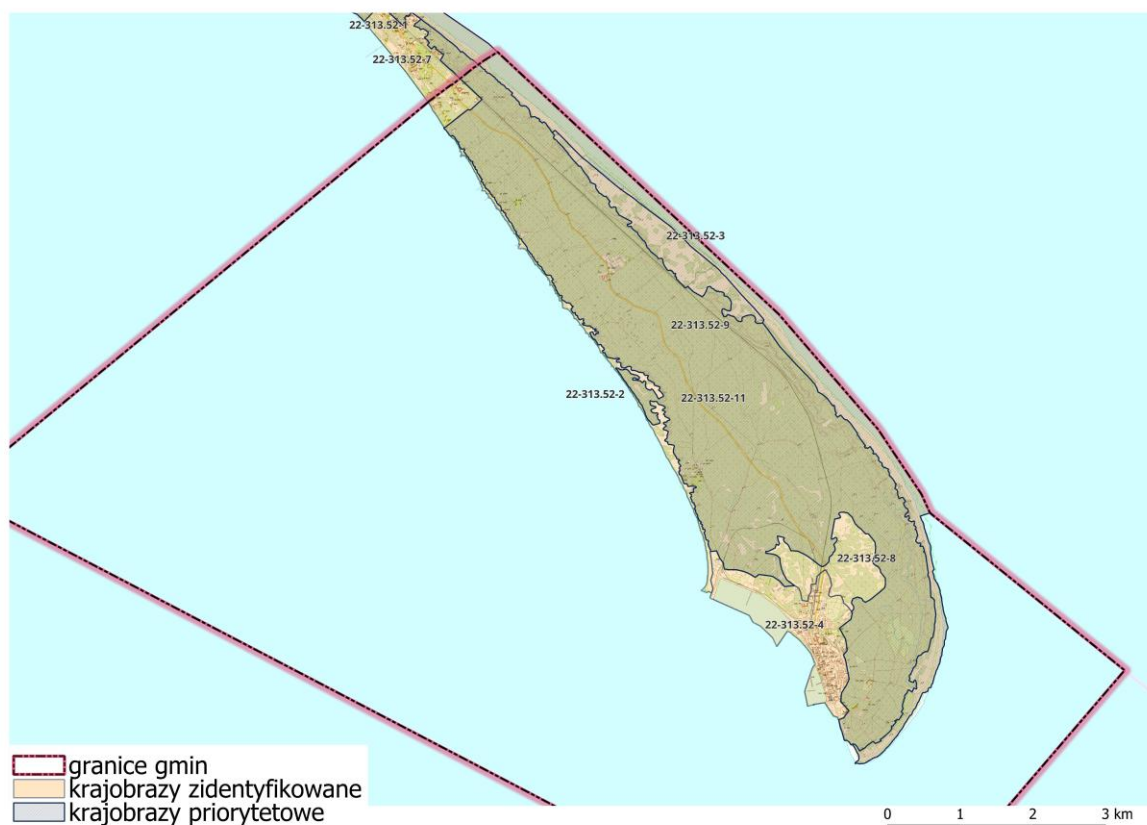 22-313.52-1
22-313.52-7
22-313.52-3
22-313.52-9
22-313.52-2
22-313.52-11
22-313.52-8
22-313.52-4
granice gmin
krajobrazy zidentyfikowane
krajobrazy priorytetowe
0 1 2 3 km